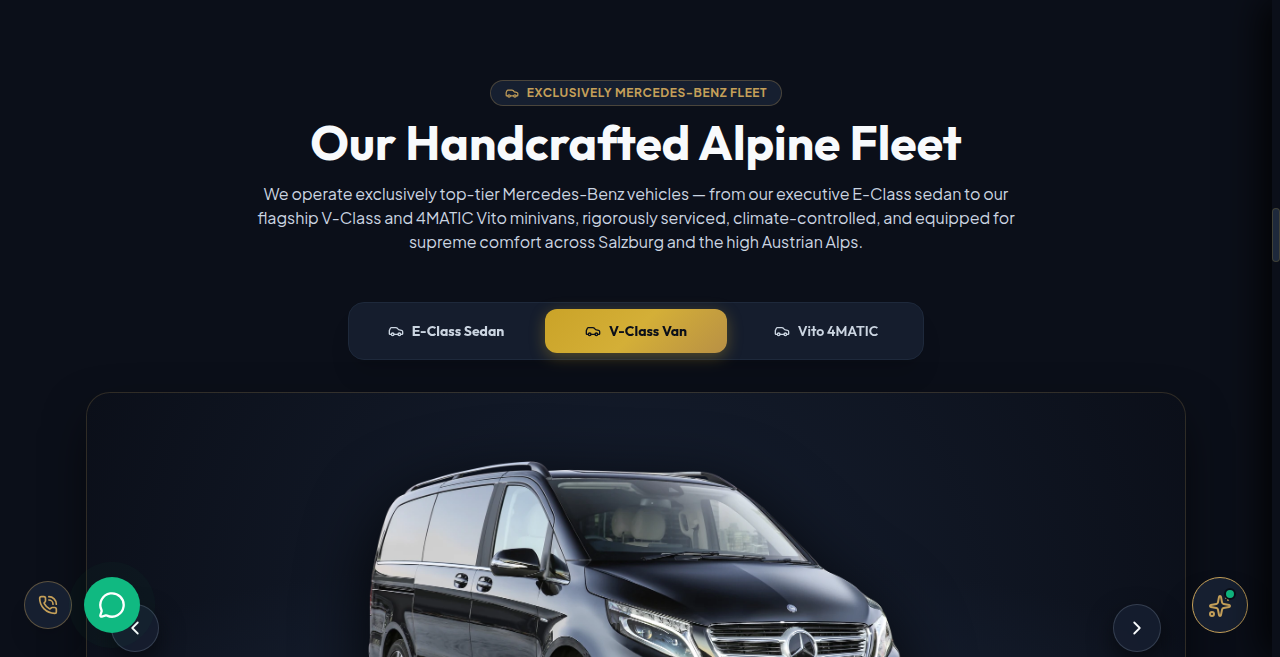 EXCLUSIVELY MERCEDES-BENZ FLEET
Our Handcrafted Alpine Fleet
We operate exclusively top-tier Mercedes-Benz vehicles — from our executive E-Class sedan to our
flagship V-Class and 4MATIC Vito minivans, rigorously serviced, climate-controlled, and equipped for
supreme comfort across Salzburg and the high Austrian Alps.
E-Class Sedan
V-Class Van
Vito 4MATIC